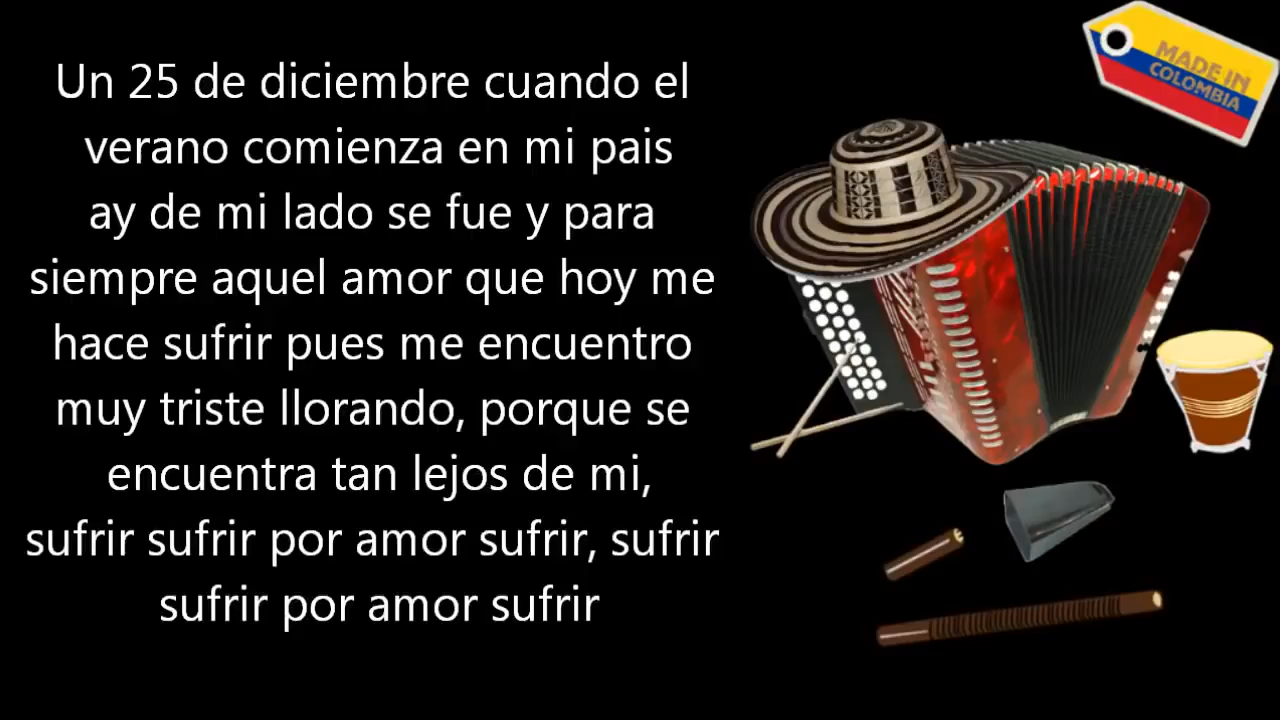 Un 25 de diciembre cuando el
verano comienza en mi pais
ay de mi lado se fue y para
siempre aquel amor que hoy me
hace sufrir pues me encuentro
muy triste llorando, porque se
encuentra tan lejos de mi,
sufrir sufrir por amor sufrir, sufrir
sufrir por amor sufrir
MADE IN
COLOMBIA